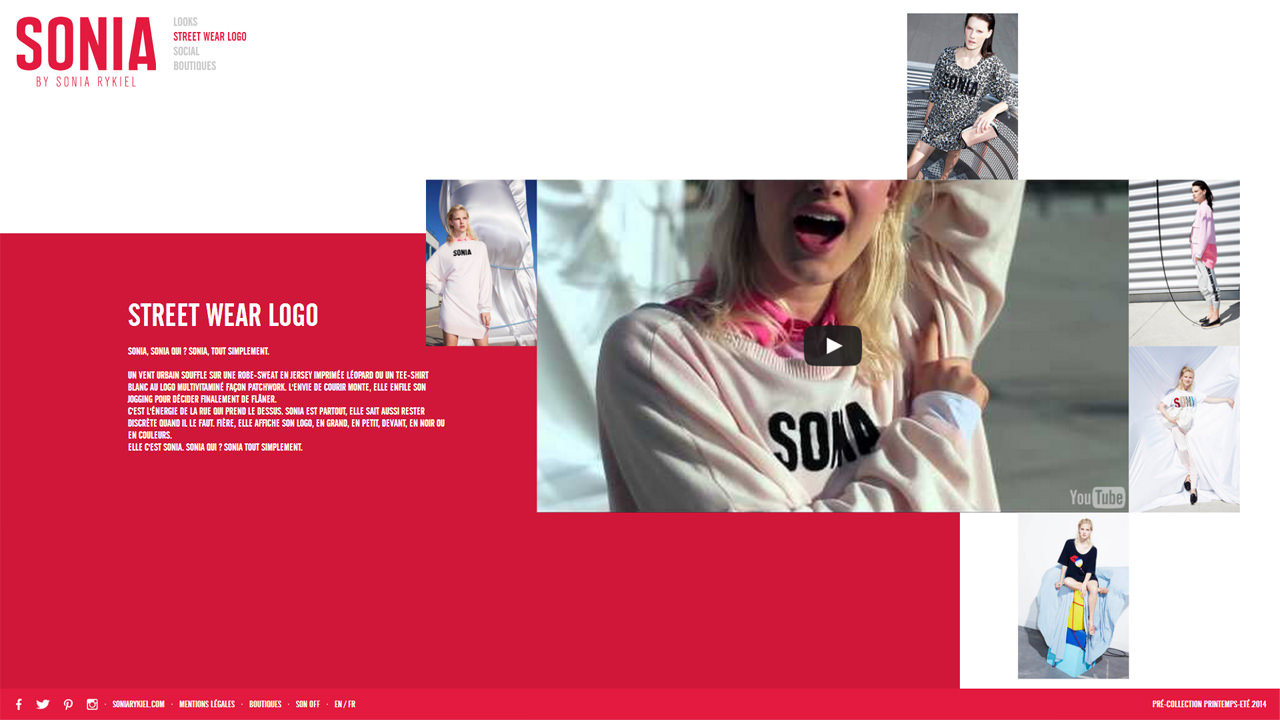 SONIA
BY SONIA RYKIEL
LOOKS
STREET WEAR LOGO
SOCIAL
BOUTIQUES
SONIA
SONIA
STREET WEAR LOGO
SONIA, SONIA QUI ? SONIA, TOUT SIMPLEMENT.
UN VENT URBAIN SOUFFLE SUR UNE ROBE-SWEAT EN JERSEY IMPRIMÉE LÉOPARD OU UN TEE-SHIRT
BLANC AU LOGO MULTIVITAMINÉ FAÇON PATCHWORK. L'ENVIE DE COURIR MONTE, ELLE ENFILE SON
JOGGING POUR DÉCIDER FINALEMENT DE FLÂNER.
C'EST L'ÉNERGIE DE LA RUE QUI PREND LE DESSUS. SONIA EST PARTOUT, ELLE SAIT AUSSI RESTER
DISCRÈTE QUAND IL LE FAUT. FIÈRE, ELLE AFFICHE SON LOGO, EN GRAND, EN PETIT, DEVANT, EN NOIR OU
EN COULEURS.
ELLE C'EST SONIA. SONIA QUI ? SONIA TOUT SIMPLEMENT.
SONIA
YouTube
SONIARYKIEL.COM · MENTIONS LÉGALES · BOUTIQUES · SON OFF · EN / FR
PRÉ-COLLECTION PRINTEMPS-ETÉ 2014